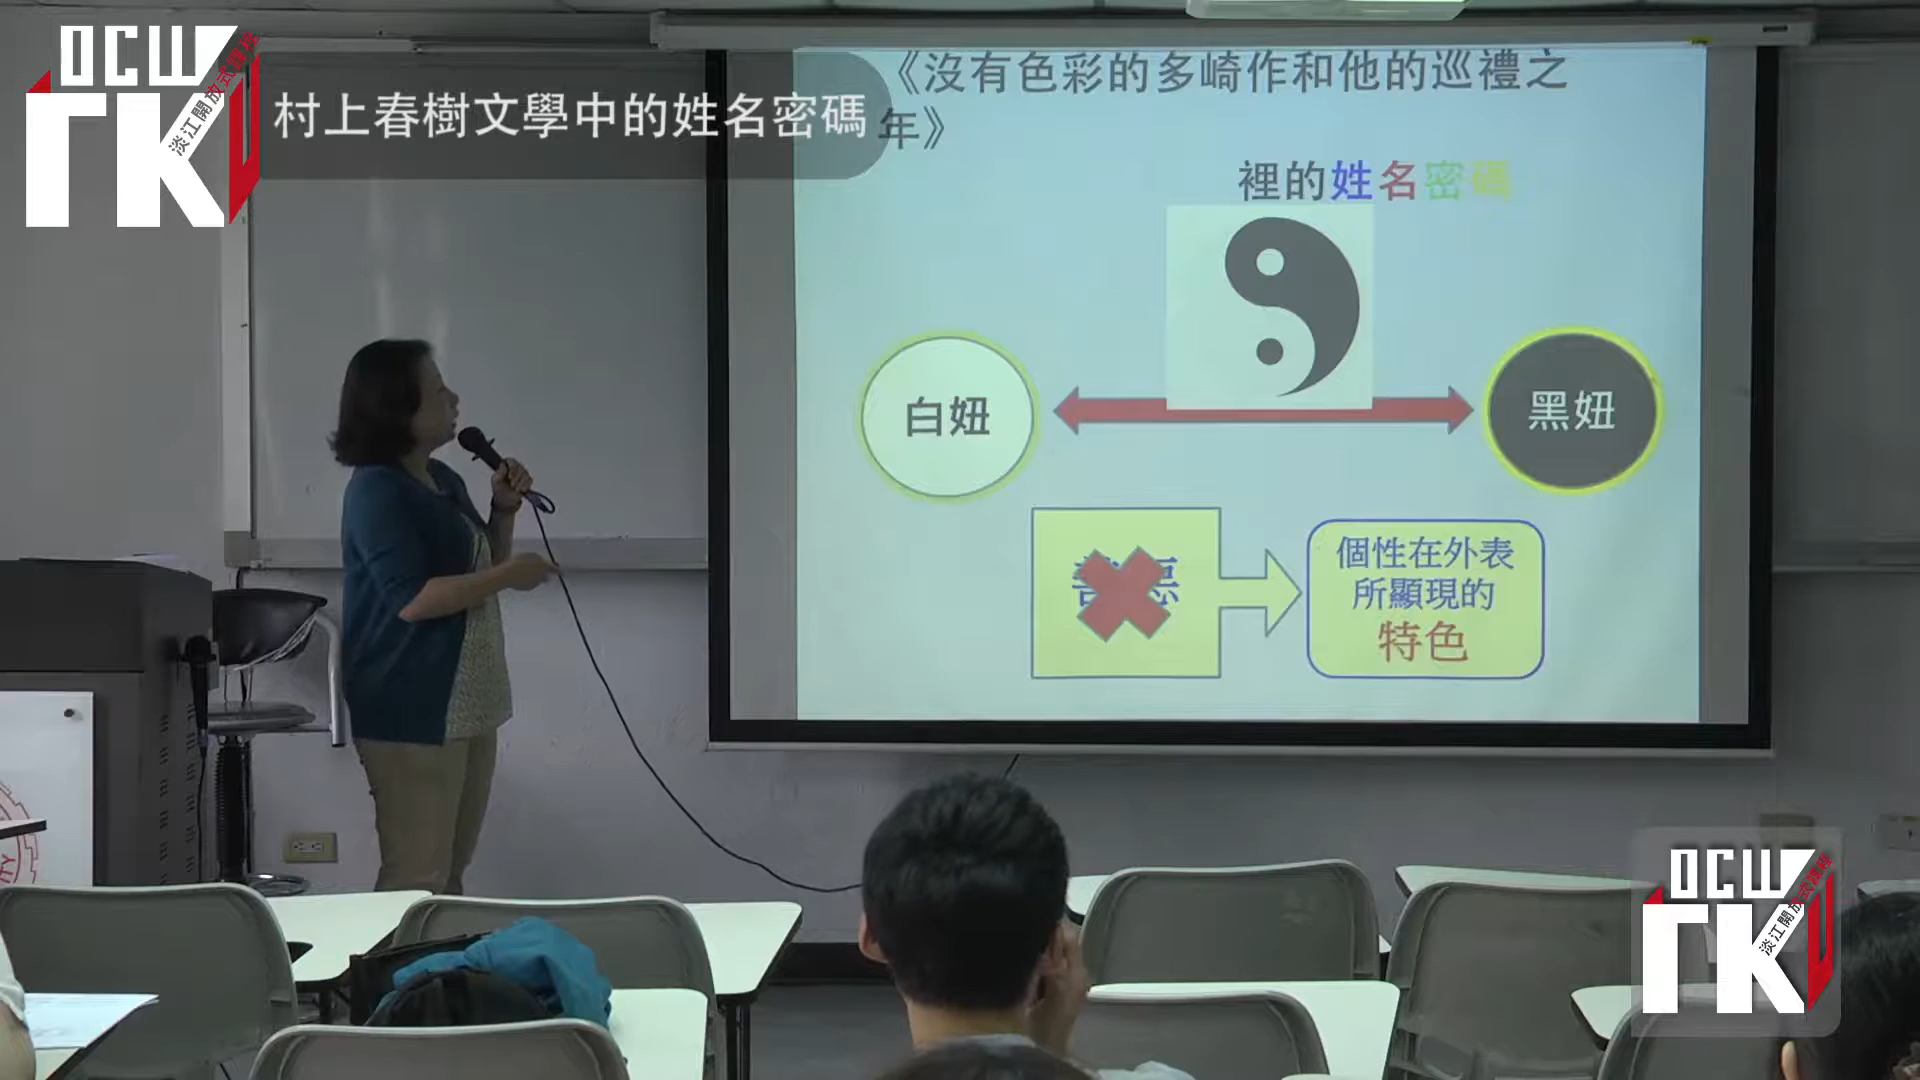 OCW
TKU
淡江開放式課程
村上春樹文學中的姓名密碼
《沒有色彩的多崎作和他的巡禮之
年》
裡的姓名密碼
白妞
黑妞
個性在外表
所顯現的
特色
OCW
TKU
淡江開放式課程